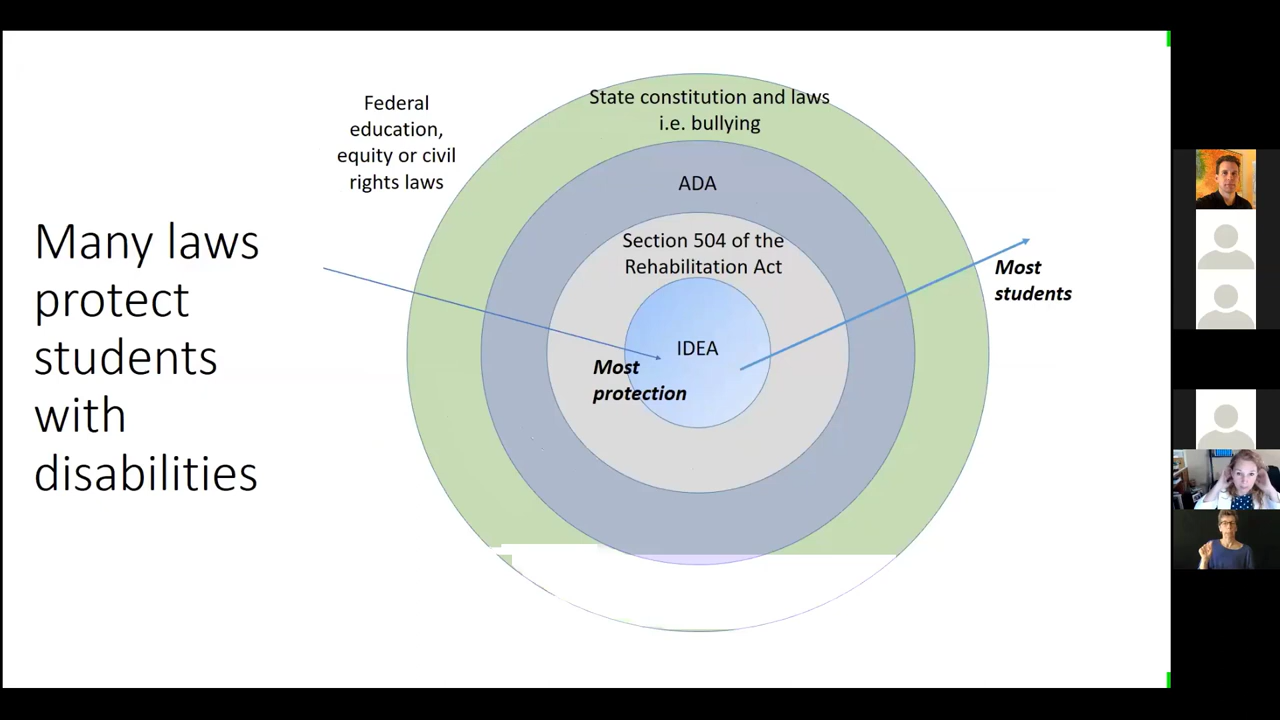 Many laws
protect
students
with
disabilities
Federal
education,
equity or civil
rights laws
State constitution and laws
i.e. bullying
ADA
Section 504 of the
Rehabilitation Act
IDEA
Most
protection
Most
students